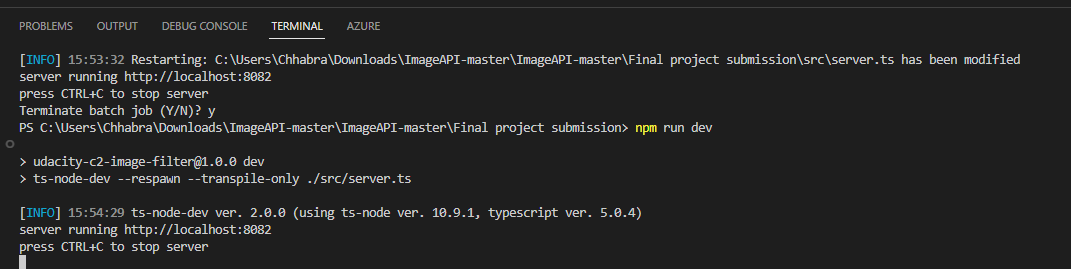 PROBLEMS OUTPUT DEBUG CONSOLE TERMINAL AZURE
[INFO] 15:53:32 Restarting: C:\Users\Chhabra\Downloads\ImageAPI-master\ImageAPI-master\Final project submission\src\server.ts has been modified
server running http://localhost:8082
press CTRL+C to stop server
Terminate batch job (Y/N)? y
PS C:\Users\Chhabra\Downloads\ImageAPI-master\ImageAPI-master\Final project submission> npm run dev
> udacity-c2-image-filter@1.0.0 dev
> ts-node-dev --respawn --transpile-only ./src/server.ts
[INFO] 15:54:29 ts-node-dev ver. 2.0.0 (using ts-node ver. 10.9.1, typescript ver. 5.0.4)
server running http://localhost:8082
press CTRL+C to stop server